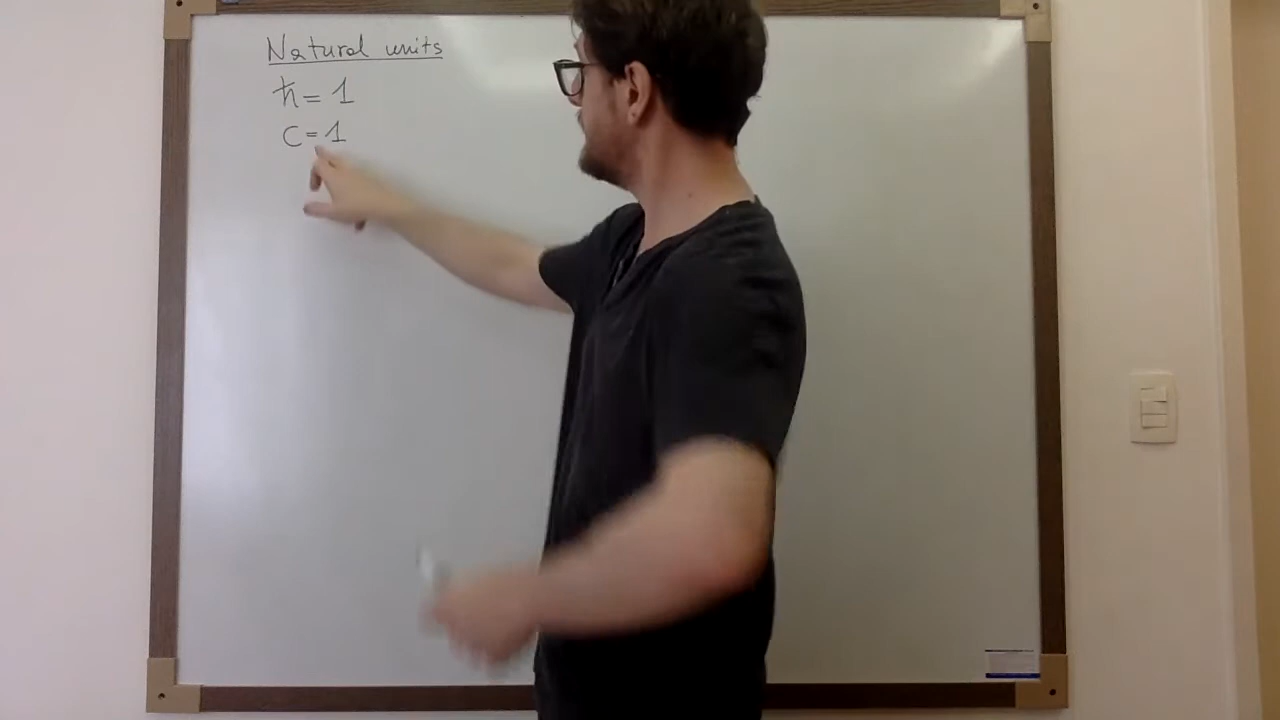 Natural units
ħ = 1
c = 1